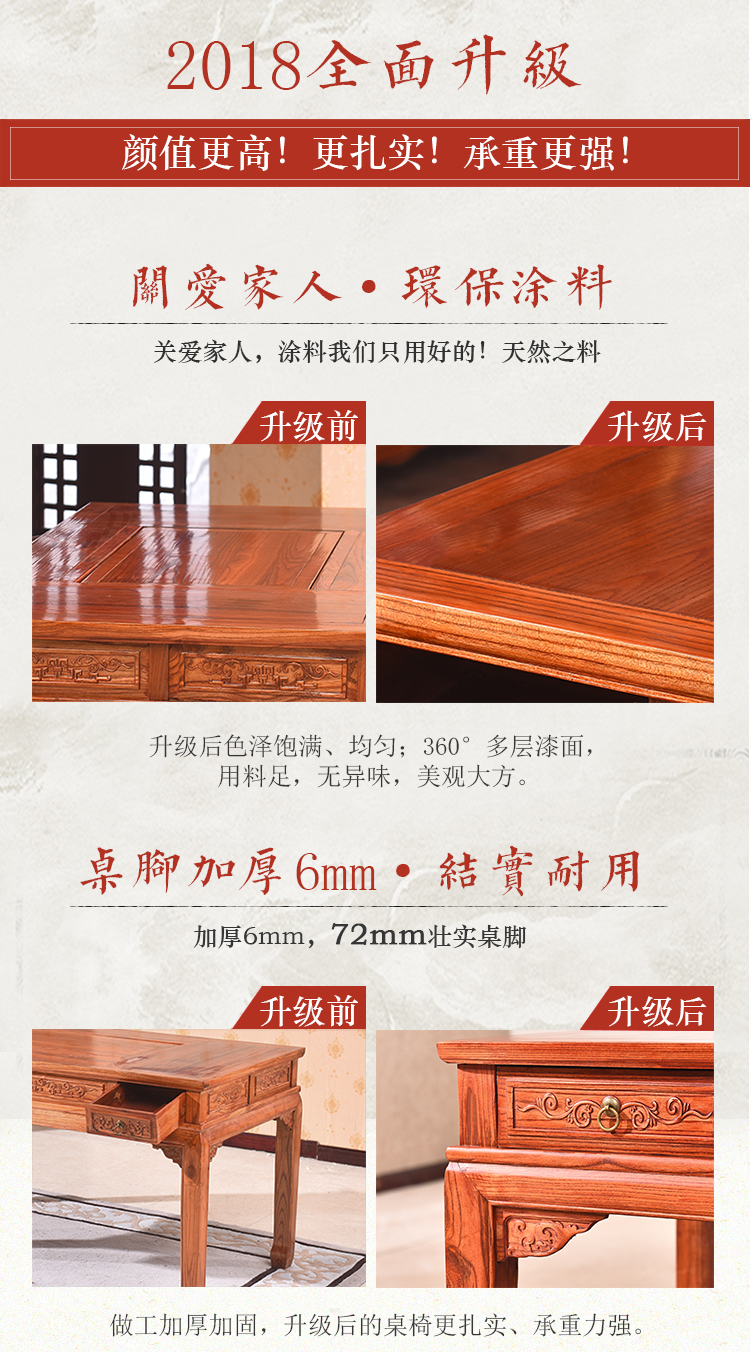 2018全面升級
颜值更高！更扎实！承重更强！
關愛家人·環保涂料
关爱家人，涂料我们只用好的！天然之料
升级前
升级后
升级后色泽饱满、均匀；360°多层漆面，
用料足，无异味，美观大方。
桌腳加厚6mm·結實耐用
加厚6mm，72mm壮实桌脚
升级前
升级后
做工加厚加固，升级后的桌椅更扎实、承重力强。